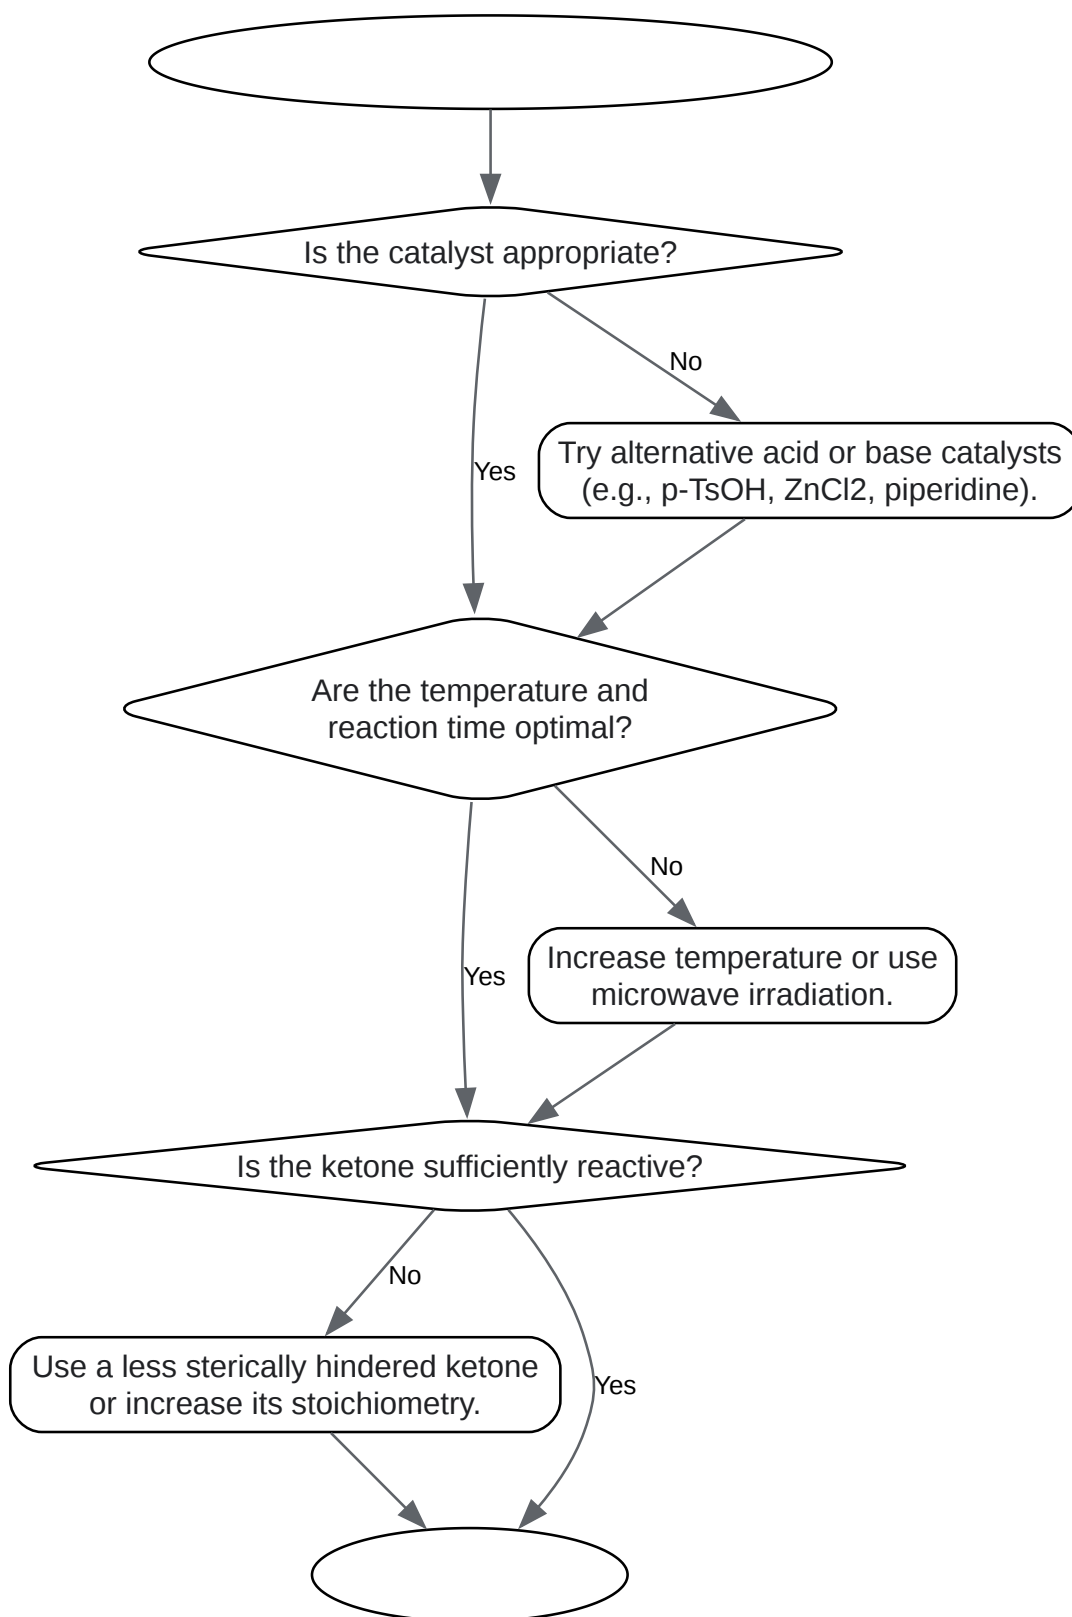 Is the catalyst appropriate?
No
Try alternative acid or base catalysts
(e.g., p-TsOH, ZnCl2, piperidine).
Yes
Are the temperature and
reaction time optimal?
No
Increase temperature or use
microwave irradiation.
Yes
Is the ketone sufficiently reactive?
No
Use a less sterically hindered ketone
or increase its stoichiometry.
Yes